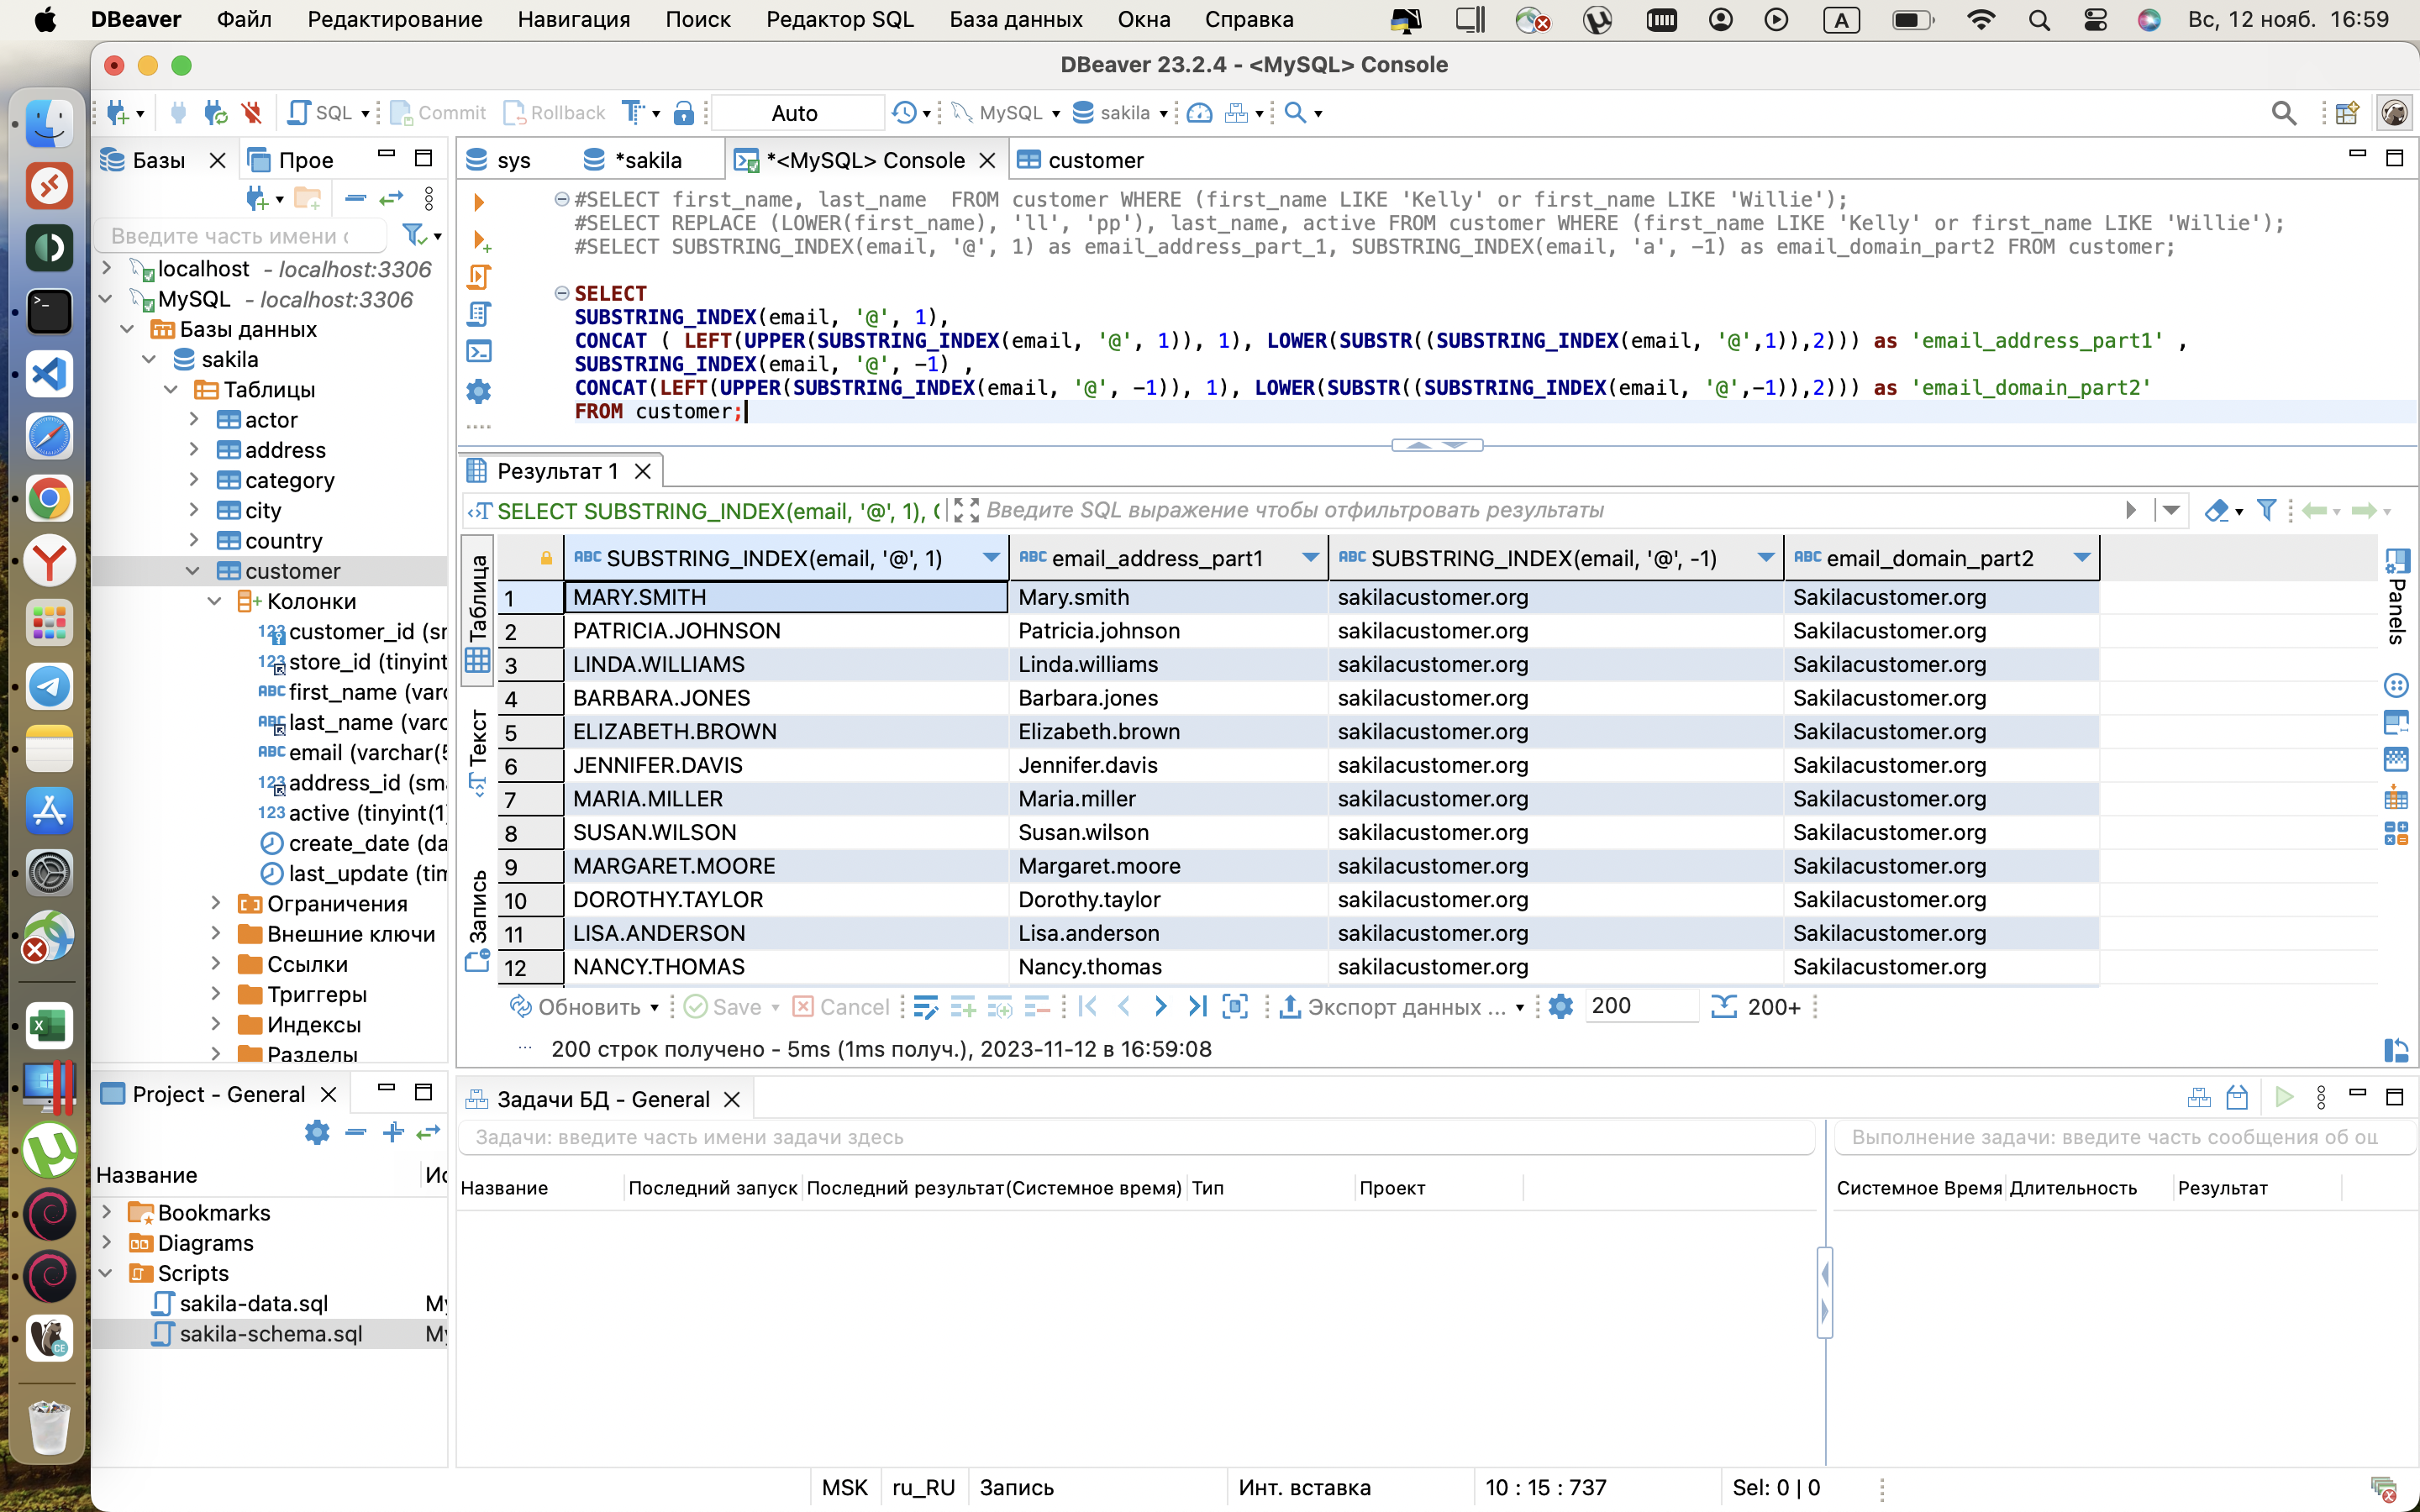 DBeaver Файл Редактирование Навигация Поиск Редактор SQL База данных Окна Справка A Вс, 12 нояб. 16:59
DBeaver 23.2.4 - <MySQL> Console
SQL Commit Rollback Auto MySQL sakila
Базы Прое
sys *sakila *<MySQL> Console customer
Введите часть имени с
localhost - localhost:3306
MySQL - localhost:3306
Базы данных
sakila
Таблицы
actor
address
category
city
country
customer
Колонки
customer_id (sm
store_id (tinyint
first_name (varc
last_name (varc
email (varchar(5
address_id (sma
active (tinyint(1)
create_date (da
last_update (tim
Ограничения
Внешние ключи
Ссылки
Триггеры
Индексы
Разделы
#SELECT first_name, last_name  FROM customer WHERE (first_name LIKE 'Kelly' or first_name LIKE 'Willie');
#SELECT REPLACE (LOWER(first_name), 'll', 'pp'), last_name, active FROM customer WHERE (first_name LIKE 'Kelly' or first_name LIKE 'Willie');
#SELECT SUBSTRING_INDEX(email, '@', 1) as email_address_part_1, SUBSTRING_INDEX(email, 'a', -1) as email_domain_part2 FROM customer;
SELECT
SUBSTRING_INDEX(email, '@', 1),
CONCAT ( LEFT(UPPER(SUBSTRING_INDEX(email, '@', 1)), 1), LOWER(SUBSTR((SUBSTRING_INDEX(email, '@',1)),2))) as 'email_address_part1' ,
SUBSTRING_INDEX(email, '@', -1) ,
CONCAT(LEFT(UPPER(SUBSTRING_INDEX(email, '@', -1)), 1), LOWER(SUBSTR((SUBSTRING_INDEX(email, '@',-1)),2))) as 'email_domain_part2'
FROM customer;
Результат 1
SELECT SUBSTRING_INDEX(email, '@', 1), C Введите SQL выражение чтобы отфильтровать результаты
Таблица
Текст
Запись
Panels
ABC SUBSTRING_INDEX(email, '@', 1) ABC email_address_part1 ABC SUBSTRING_INDEX(email, '@', -1) ABC email_domain_part2
1 MARY.SMITH Mary.smith sakilacustomer.org Sakilacustomer.org
2 PATRICIA.JOHNSON Patricia.johnson sakilacustomer.org Sakilacustomer.org
3 LINDA.WILLIAMS Linda.williams sakilacustomer.org Sakilacustomer.org
4 BARBARA.JONES Barbara.jones sakilacustomer.org Sakilacustomer.org
5 ELIZABETH.BROWN Elizabeth.brown sakilacustomer.org Sakilacustomer.org
6 JENNIFER.DAVIS Jennifer.davis sakilacustomer.org Sakilacustomer.org
7 MARIA.MILLER Maria.miller sakilacustomer.org Sakilacustomer.org
8 SUSAN.WILSON Susan.wilson sakilacustomer.org Sakilacustomer.org
9 MARGARET.MOORE Margaret.moore sakilacustomer.org Sakilacustomer.org
10 DOROTHY.TAYLOR Dorothy.taylor sakilacustomer.org Sakilacustomer.org
11 LISA.ANDERSON Lisa.anderson sakilacustomer.org Sakilacustomer.org
12 NANCY.THOMAS Nancy.thomas sakilacustomer.org Sakilacustomer.org
Обновить Save Cancel Экспорт данных ... 200 200+
200 строк получено - 5ms (1ms получ.), 2023-11-12 в 16:59:08
Project - General
Название Ис
Bookmarks
Diagrams
Scripts
sakila-data.sql My
sakila-schema.sql My
Задачи БД - General
Задачи: введите часть имени задачи здесь
Выполнение задачи: введите часть сообщения об ош
Название Последний запуск Последний результат(Системное время) Тип Проект
Системное Время Длительность Результат
MSK ru_RU Запись Инт. вставка 10 : 15 : 737 Sel: 0 | 0